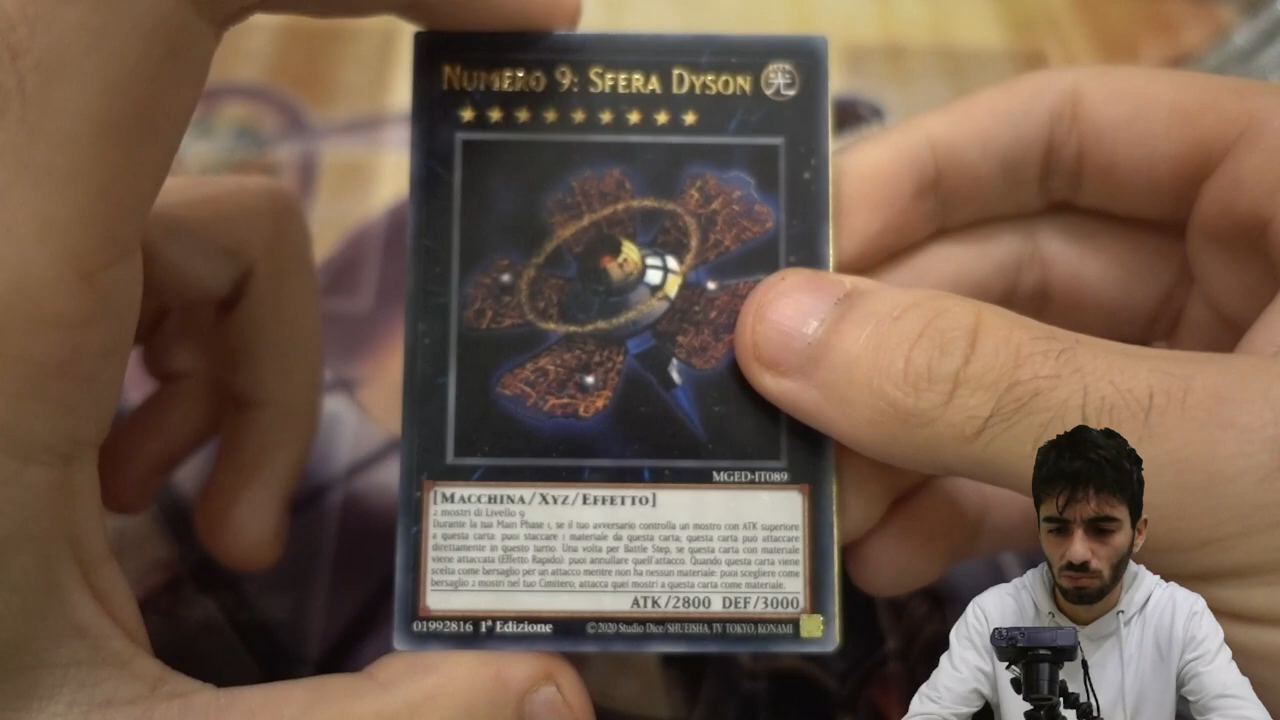 Numero 9: Sfera Dyson 光
MGED-IT089
[Macchina/Xyz/Effetto]
2 mostri di Livello 9
Durante la tua Main Phase 1, se il tuo avversario controlla un mostro con ATK superiore
a questa carta: puoi staccare 1 materiale da questa carta; questa carta può attaccare
direttamente in questo turno. Una volta per Battle Step, se questa carta con materiale
viene attaccata (Effetto Rapido): puoi annullare quell'attacco. Quando questa carta viene
scelta come bersaglio per un attacco mentre non ha nessun materiale: puoi scegliere come
bersaglio 2 mostri nel tuo Cimitero; attacca quei mostri a questa carta come materiale.
ATK/2800 DEF/3000
01992816 1ª Edizione ©2020 Studio Dice/SHUEISHA, TV TOKYO, KONAMI